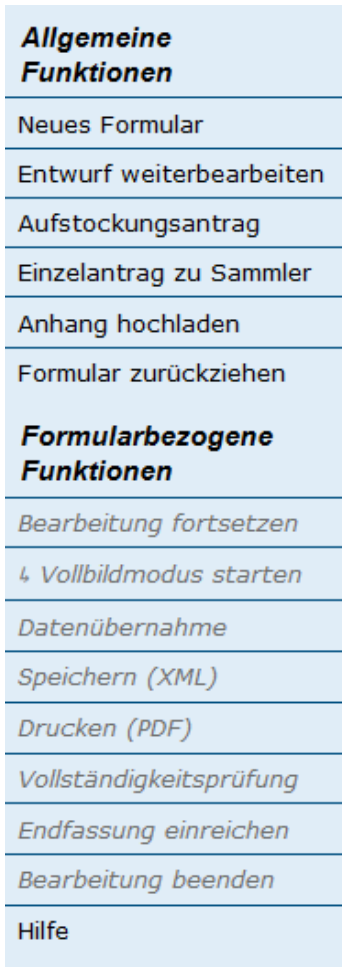 Allgemeine
Funktionen
Neues Formular
Entwurf weiterbearbeiten
Aufstockungsantrag
Einzelantrag zu Sammler
Anhang hochladen
Formular zurückziehen
Formularbezogene
Funktionen
Bearbeitung fortsetzen
↳ Vollbildmodus starten
Datenübernahme
Speichern (XML)
Drucken (PDF)
Vollständigkeitsprüfung
Endfassung einreichen
Bearbeitung beenden
Hilfe